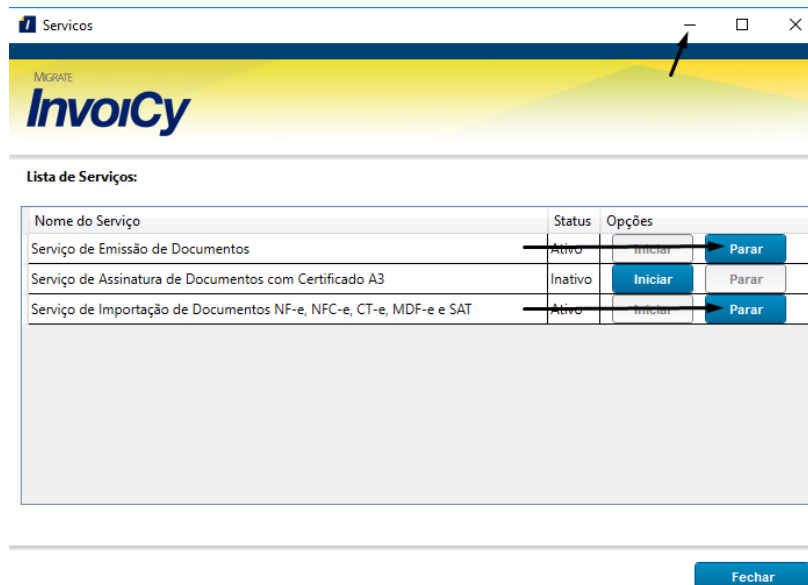 Servicos
MIGRATE
InvoiCy
Lista de Serviços:
Nome do Serviço Status Opções
Serviço de Emissão de Documentos Ativo Iniciar Parar
Serviço de Assinatura de Documentos com Certificado A3 Inativo Iniciar Parar
Serviço de Importação de Documentos NF-e, NFC-e, CT-e, MDF-e e SAT Ativo Iniciar Parar
Fechar